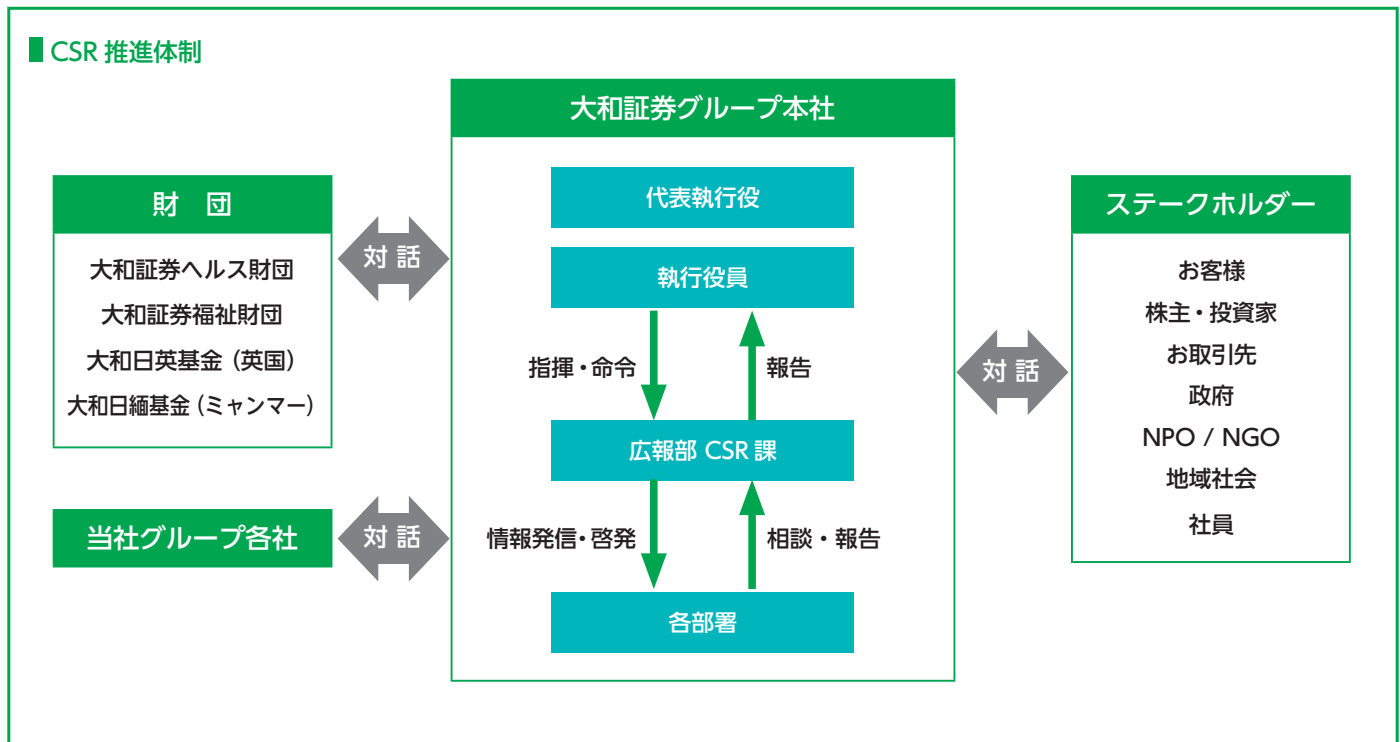 CSR 推進体制
財 団
大和証券ヘルス財団
大和証券福祉財団
大和日英基金(英国)
大和日緬基金(ミャンマー)
対 話
当社グループ各社
対 話
大和証券グループ本社
代表執行役
執行役員
指揮・命令
報告
広報部 CSR 課
情報発信・啓発
相談・報告
各部署
対 話
ステークホルダー
お客様
株主・投資家
お取引先
政府
NPO / NGO
地域社会
社員